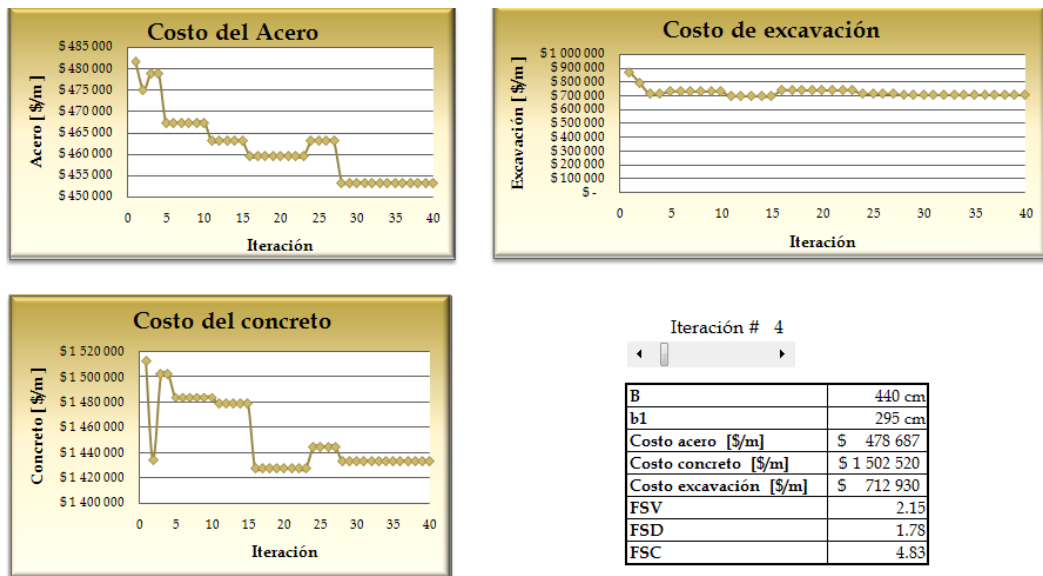 Costo del Acero
Acero [ $/m ]
$ 485 000
$ 480 000
$ 475 000
$ 470 000
$ 465 000
$ 460 000
$ 455 000
$ 450 000
0 5 10 15 20 25 30 35 40
Iteración
Costo de excavación
Excavación [ $/m ]
$ 1 000 000
$ 900 000
$ 800 000
$ 700 000
$ 600 000
$ 500 000
$ 400 000
$ 300 000
$ 200 000
$ 100 000
$ -
0 5 10 15 20 25 30 35 40
Iteración
Costo del concreto
Concreto [ $/m ]
$ 1 520 000
$ 1 500 000
$ 1 480 000
$ 1 460 000
$ 1 440 000
$ 1 420 000
$ 1 400 000
0 5 10 15 20 25 30 35 40
Iteración
Iteración # 4
B 440 cm
b1 295 cm
Costo acero [$/m] $ 478 687
Costo concreto [$/m] $ 1 502 520
Costo excavación [$/m] $ 712 930
FSV 2.15
FSD 1.78
FSC 4.83